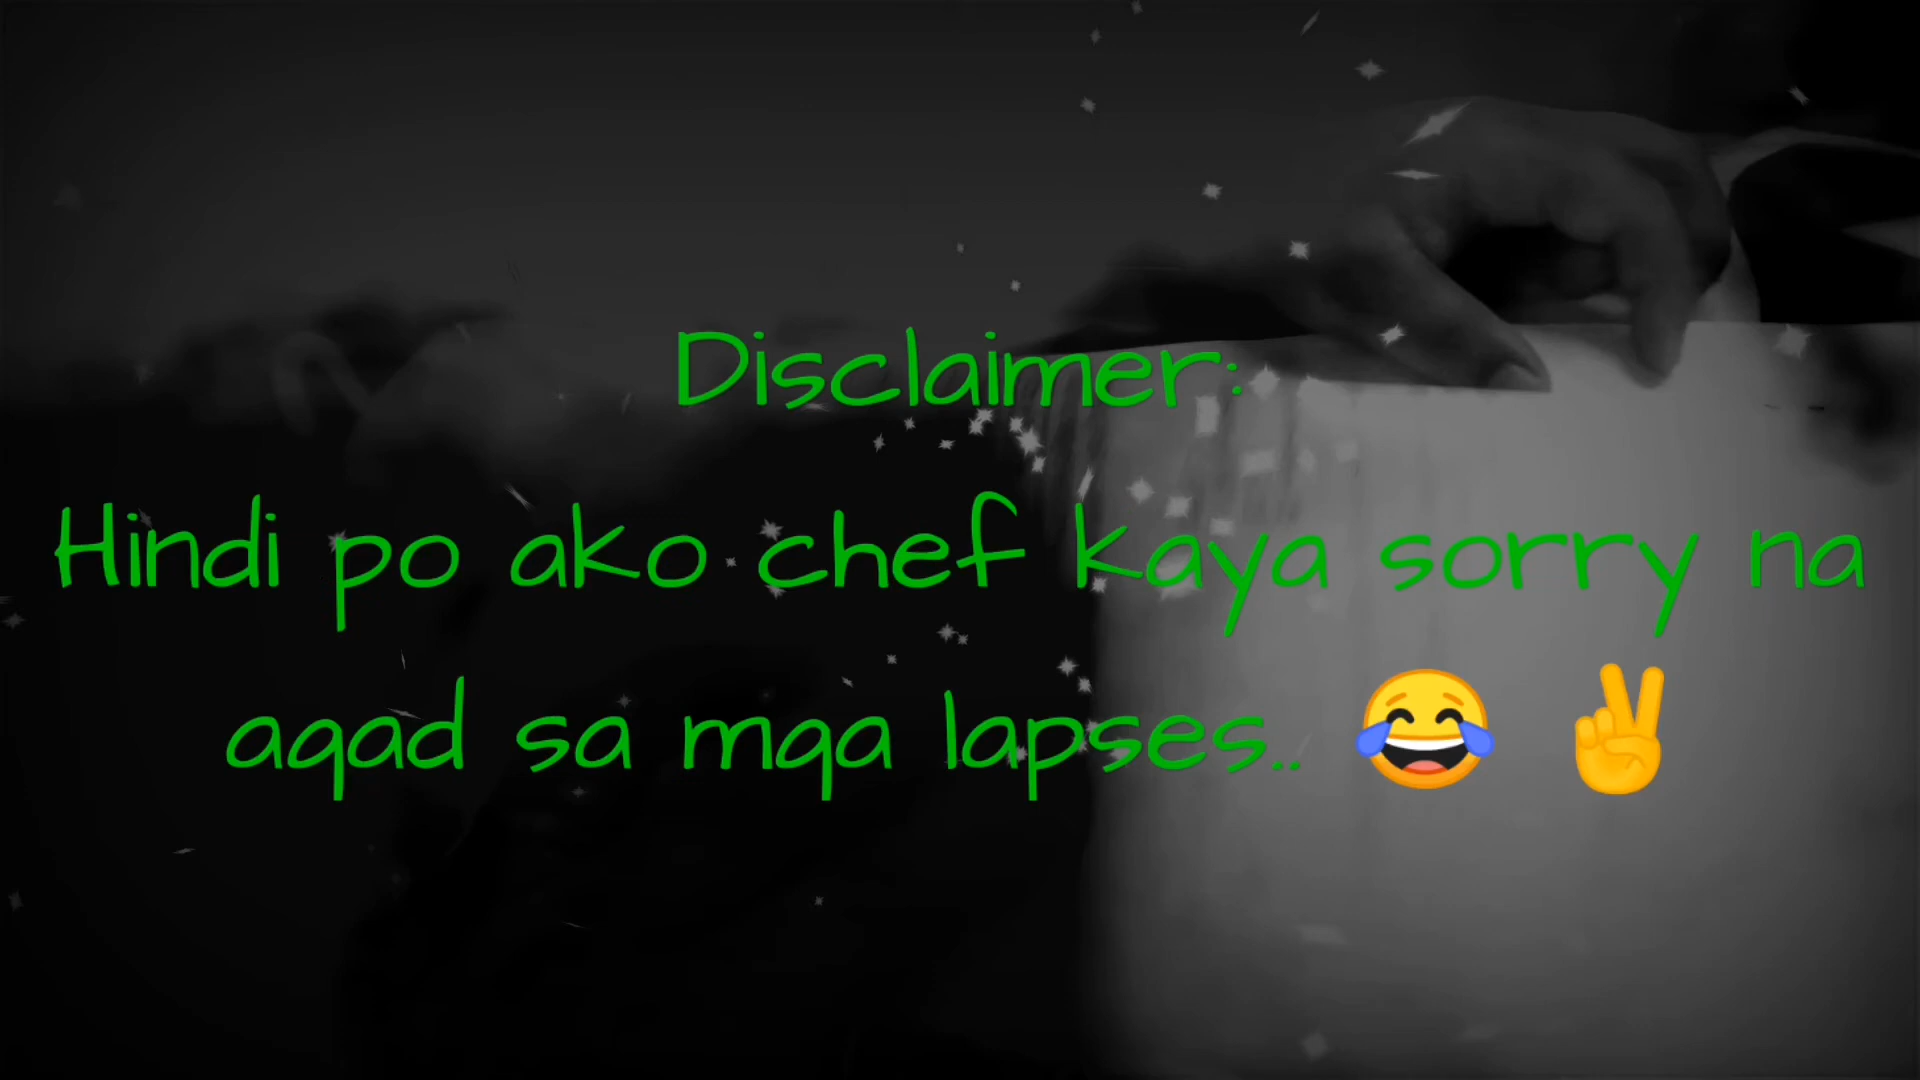 Disclaimer:
Hindi po ako chef kaya sorry na
agad sa mga lapses.. 😂 ✌